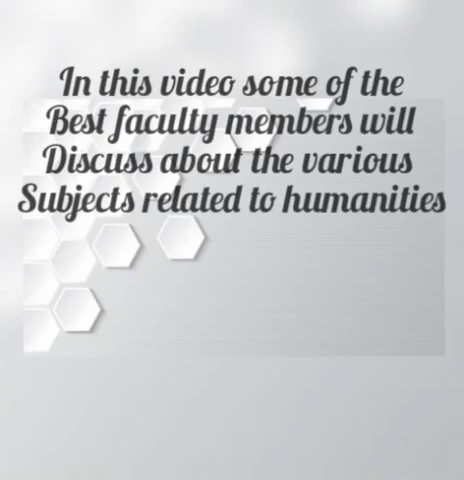 In this video some of the
Best faculty members will
Discuss about the various
Subjects related to humanities